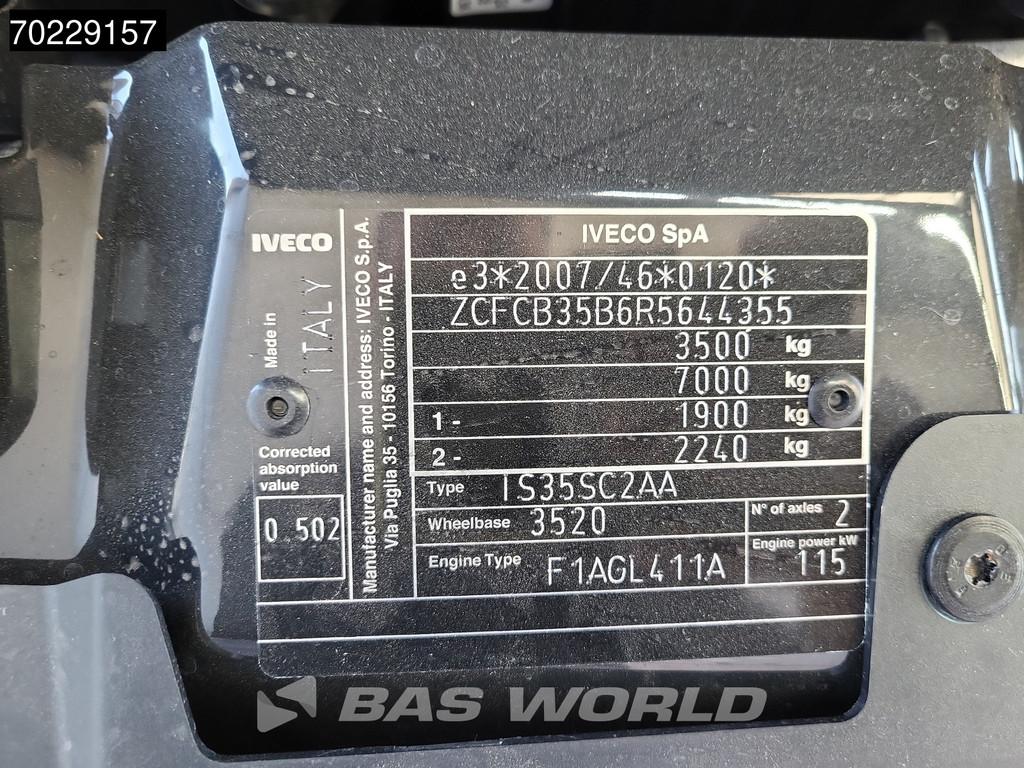 70229157
IVECO
Made in
ITALY
Corrected
absorption
value
0.502
Manufacturer name and address: IVECO S.p.A.
Via Puglia 35 - 10156 Torino - ITALY
IVECO SpA
e3*2007/46*0120*
ZCFCB35B6R5644355
3500 kg
7000 kg
1 - 1900 kg
2 - 2240 kg
Type IS35SC2AA
Wheelbase 3520
N° of axles 2
Engine Type F1AGL411A
Engine power kW
115
BAS WORLD